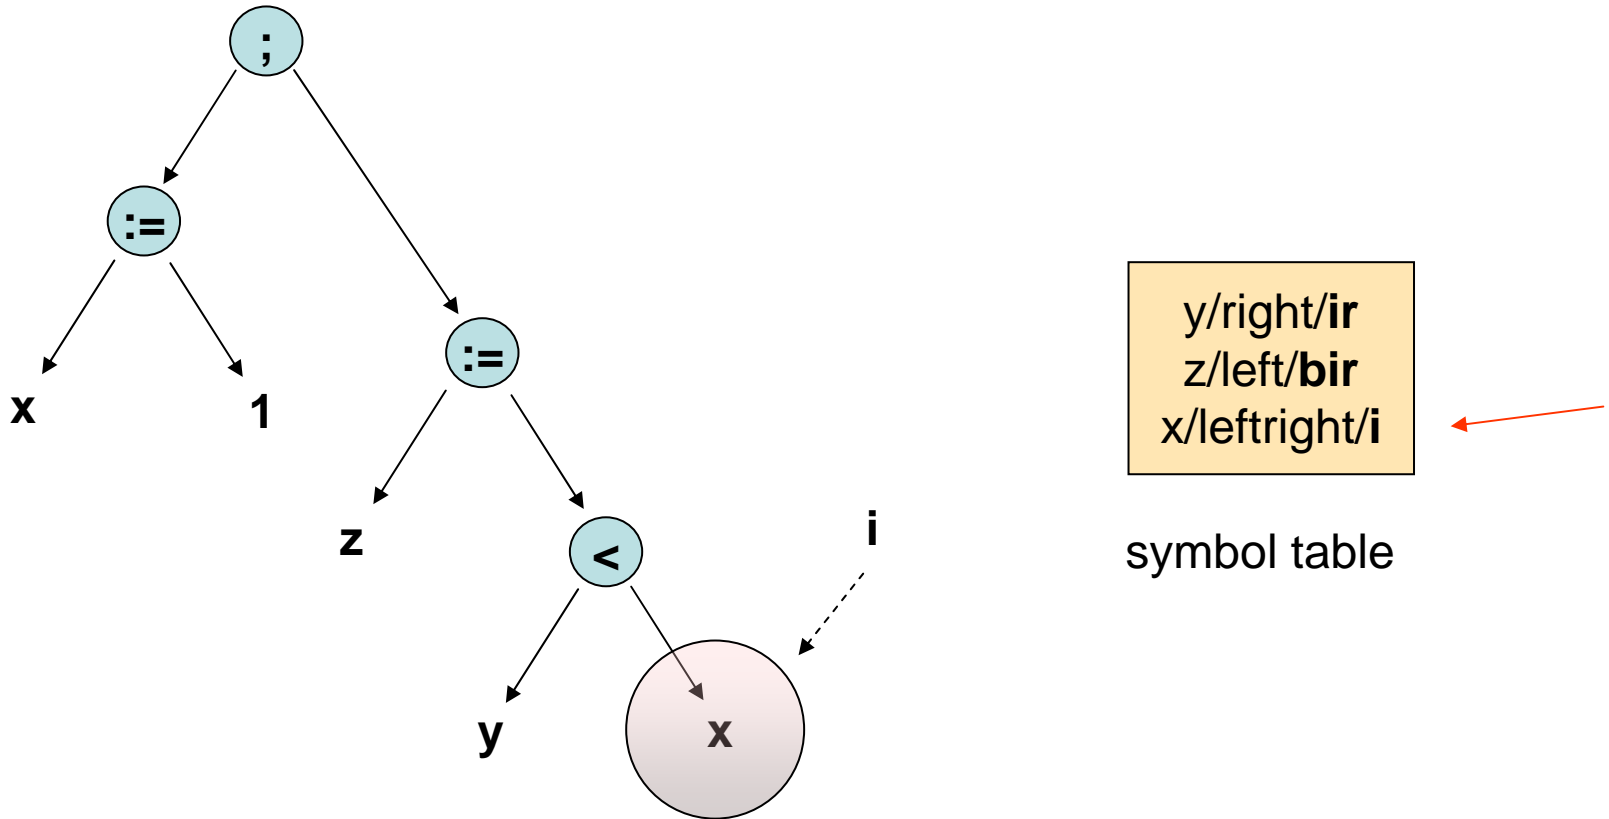 ;
:=
x
1
:=
z
<
i
y
x
y/right/ir
z/left/bir
x/leftright/i
symbol table